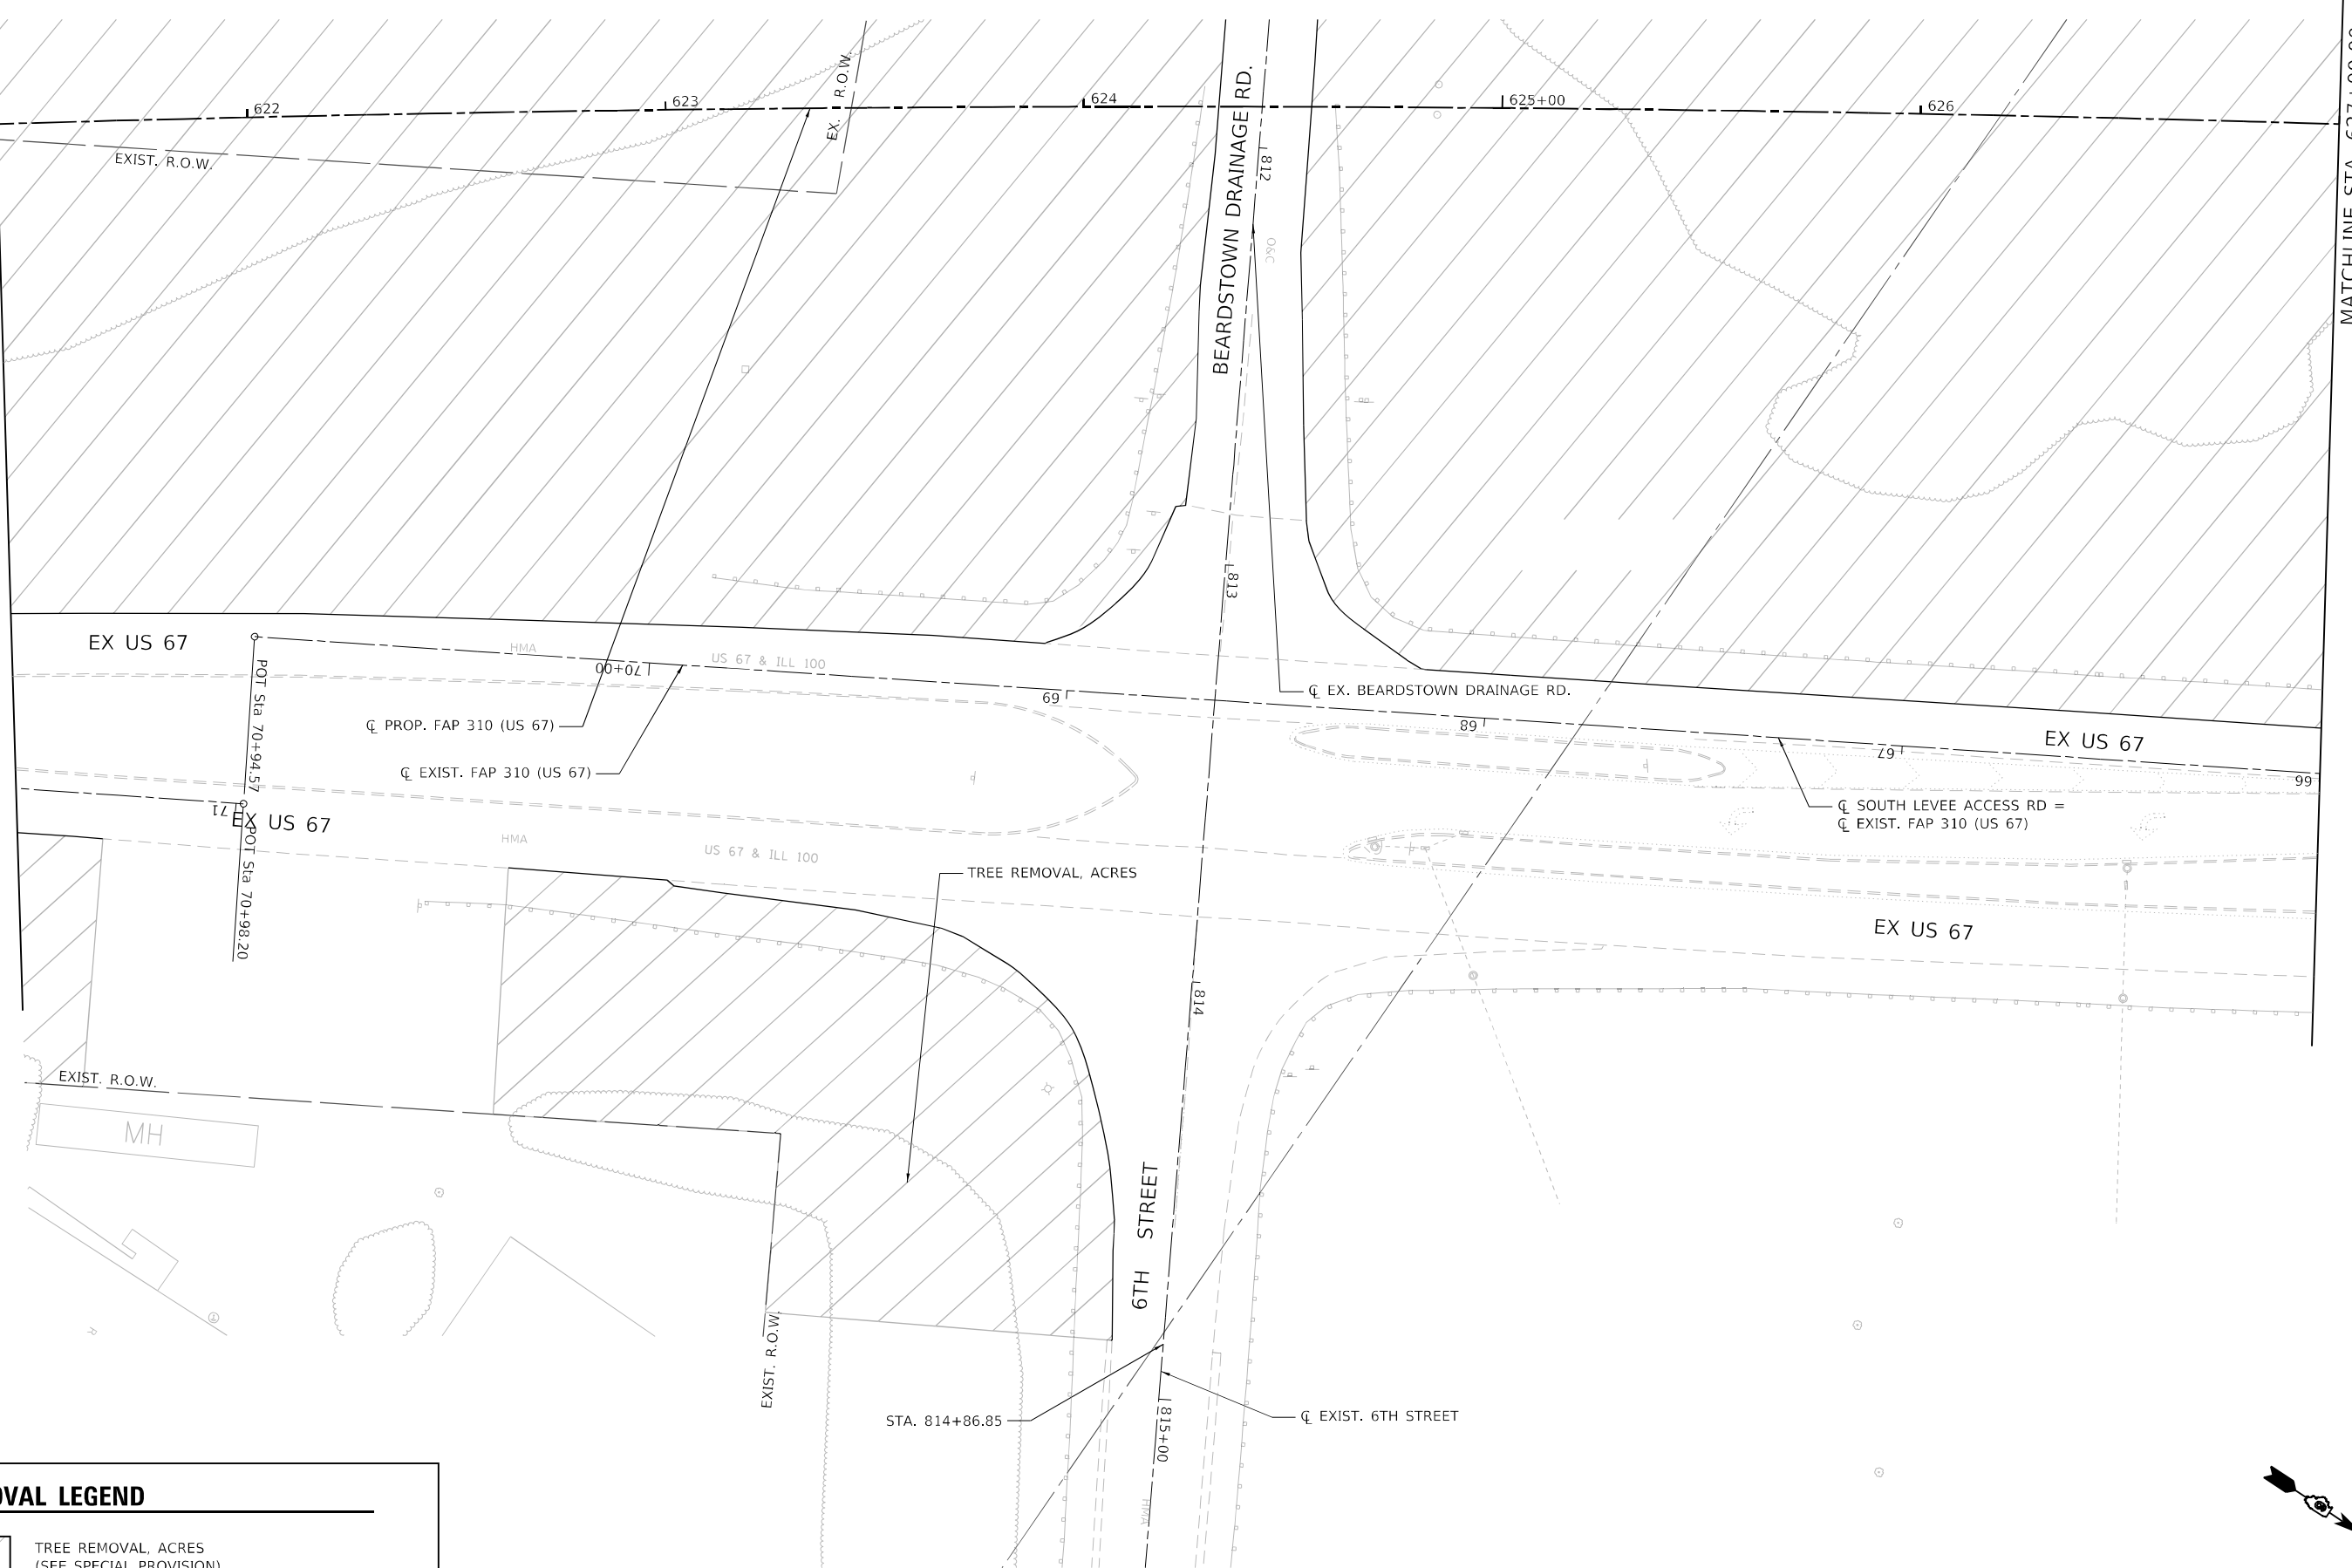 622
623
624
625+00
626
EX. R.O.W.
EXIST. R.O.W.
BEARDSTOWN DRAINAGE RD.
812
O&C
813
EX US 67
HMA
US 67 & ILL 100
70+00
69
68
67
66
POT Sta 70+94.57
℄ PROP. FAP 310 (US 67)
℄ EXIST. FAP 310 (US 67)
℄ EX. BEARDSTOWN DRAINAGE RD.
EX US 67
℄ SOUTH LEVEE ACCESS RD =
℄ EXIST. FAP 310 (US 67)
71
EX US 67
POT Sta 70+98.20
HMA
US 67 & ILL 100
TREE REMOVAL, ACRES
EX US 67
814
EXIST. R.O.W.
MH
6TH STREET
EXIST. R.O.W.
STA. 814+86.85
℄ EXIST. 6TH STREET
815+00
HMA
OVAL LEGEND
TREE REMOVAL, ACRES
(SEE SPECIAL PROVISION)
MATCHLINE STA 627+00.00